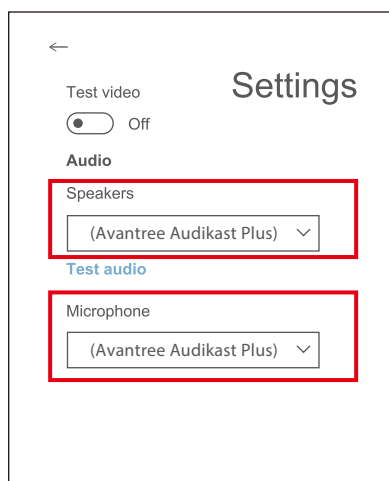 Settings
Test video
Off
Audio
Speakers
(Avantree Audikast Plus)
Test audio
Microphone
(Avantree Audikast Plus)